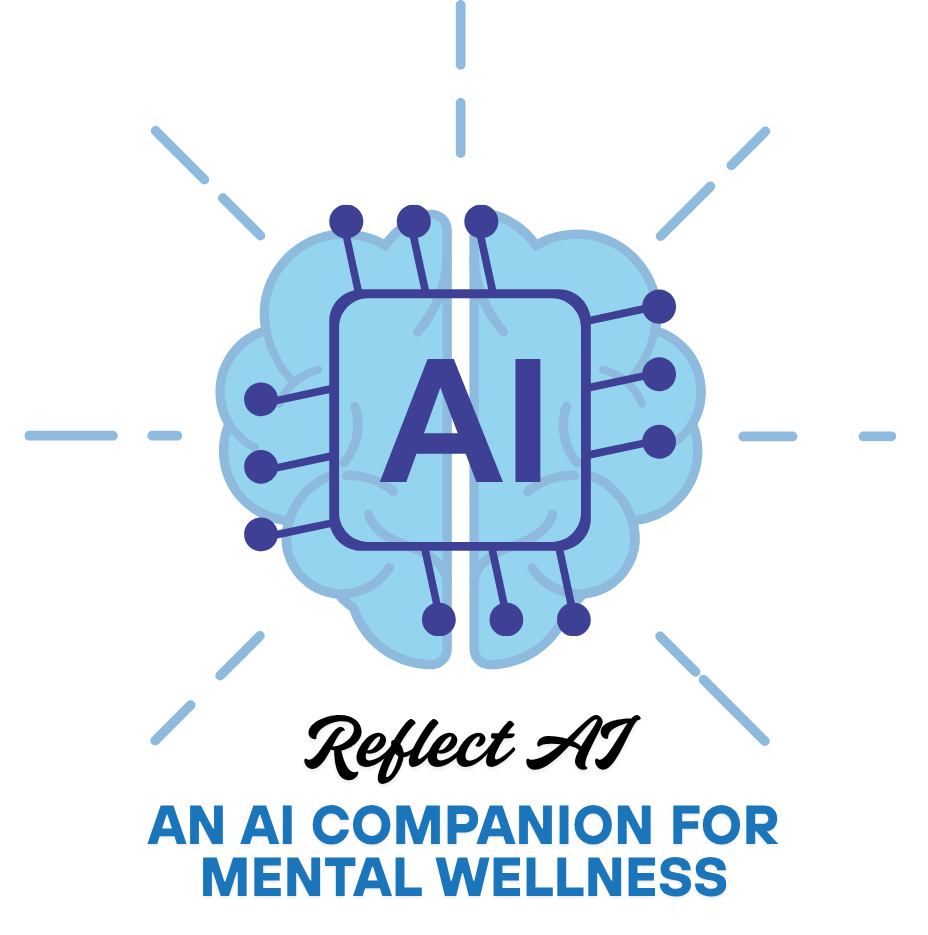 AI
Reflect AI
AN AI COMPANION FOR
MENTAL WELLNESS